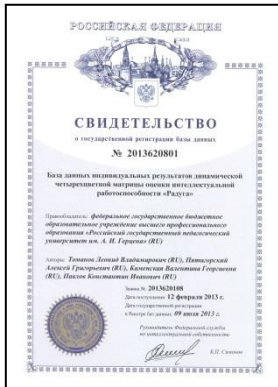 РОССИЙСКАЯ ФЕДЕРАЦИЯ
СВИДЕТЕЛЬСТВО
о государственной регистрации базы данных
№ 2013620801
База данных индивидуальных результатов динамической
четырехцветной матрицы оценки интеллектуальной
работоспособности «Радуга»
Правообладатель: федеральное государственное бюджетное
образовательное учреждение высшего профессионального
образования «Российский государственный педагогический
университет им. А. И. Герцена» (RU)
Авторы: Топанов Леонид Владимирович (RU), Пятигорский
Алексей Григорьевич (RU), Каменская Валентина Георгиевна
(RU), Павлов Константин Иванович (RU)
Заявка № 2013620108
Дата поступления 12 февраля 2013 г.
Дата государственной регистрации
в Реестре баз данных 09 июля 2013 г.
Руководитель Федеральной службы
по интеллектуальной собственности
Б.П. Симонов